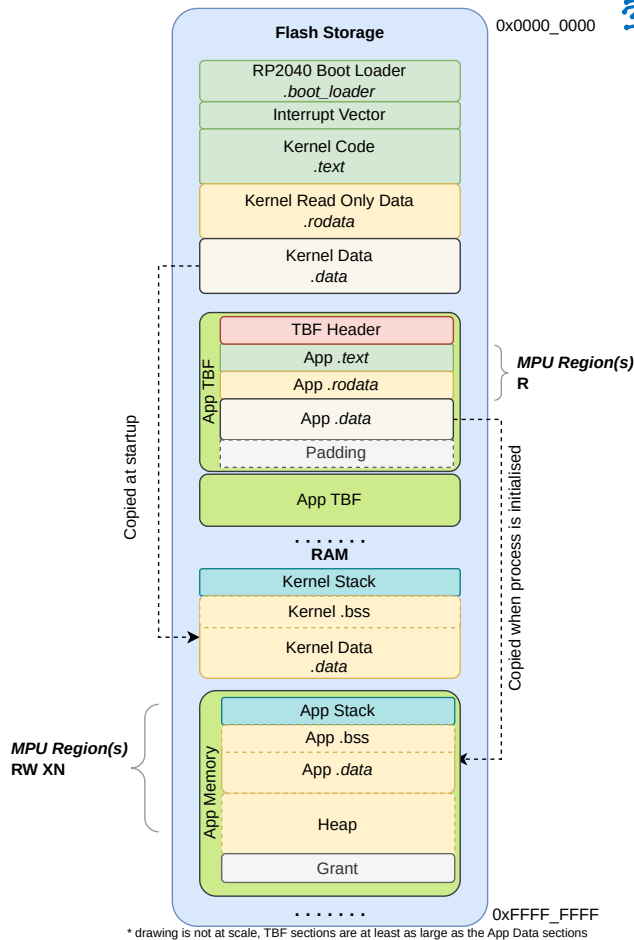 Flash Storage
0x0000_0000
RP2040 Boot Loader
.boot_loader
Interrupt Vector
Kernel Code
.text
Kernel Read Only Data
.rodata
Kernel Data
.data
App TBF
TBF Header
App .text
App .rodata
App .data
Padding
MPU Region(s)
R
App TBF
Copied at startup
Copied when process is initialised
.......
RAM
Kernel Stack
Kernel .bss
Kernel Data
.data
App Memory
App Stack
App .bss
App .data
Heap
Grant
MPU Region(s)
RW XN
.......
0xFFFF_FFFF
* drawing is not at scale, TBF sections are at least as large as the App Data sections